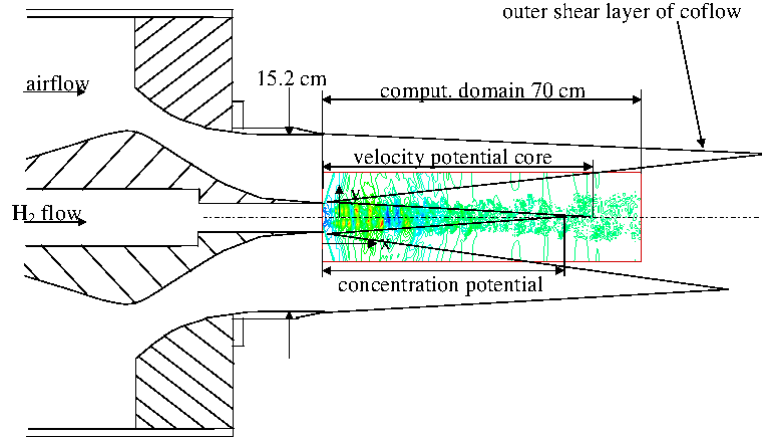 outer shear layer of coflow
airflow
15.2 cm
comput. domain 70 cm
velocity potential core
y
H₂ flow
x
concentration potential